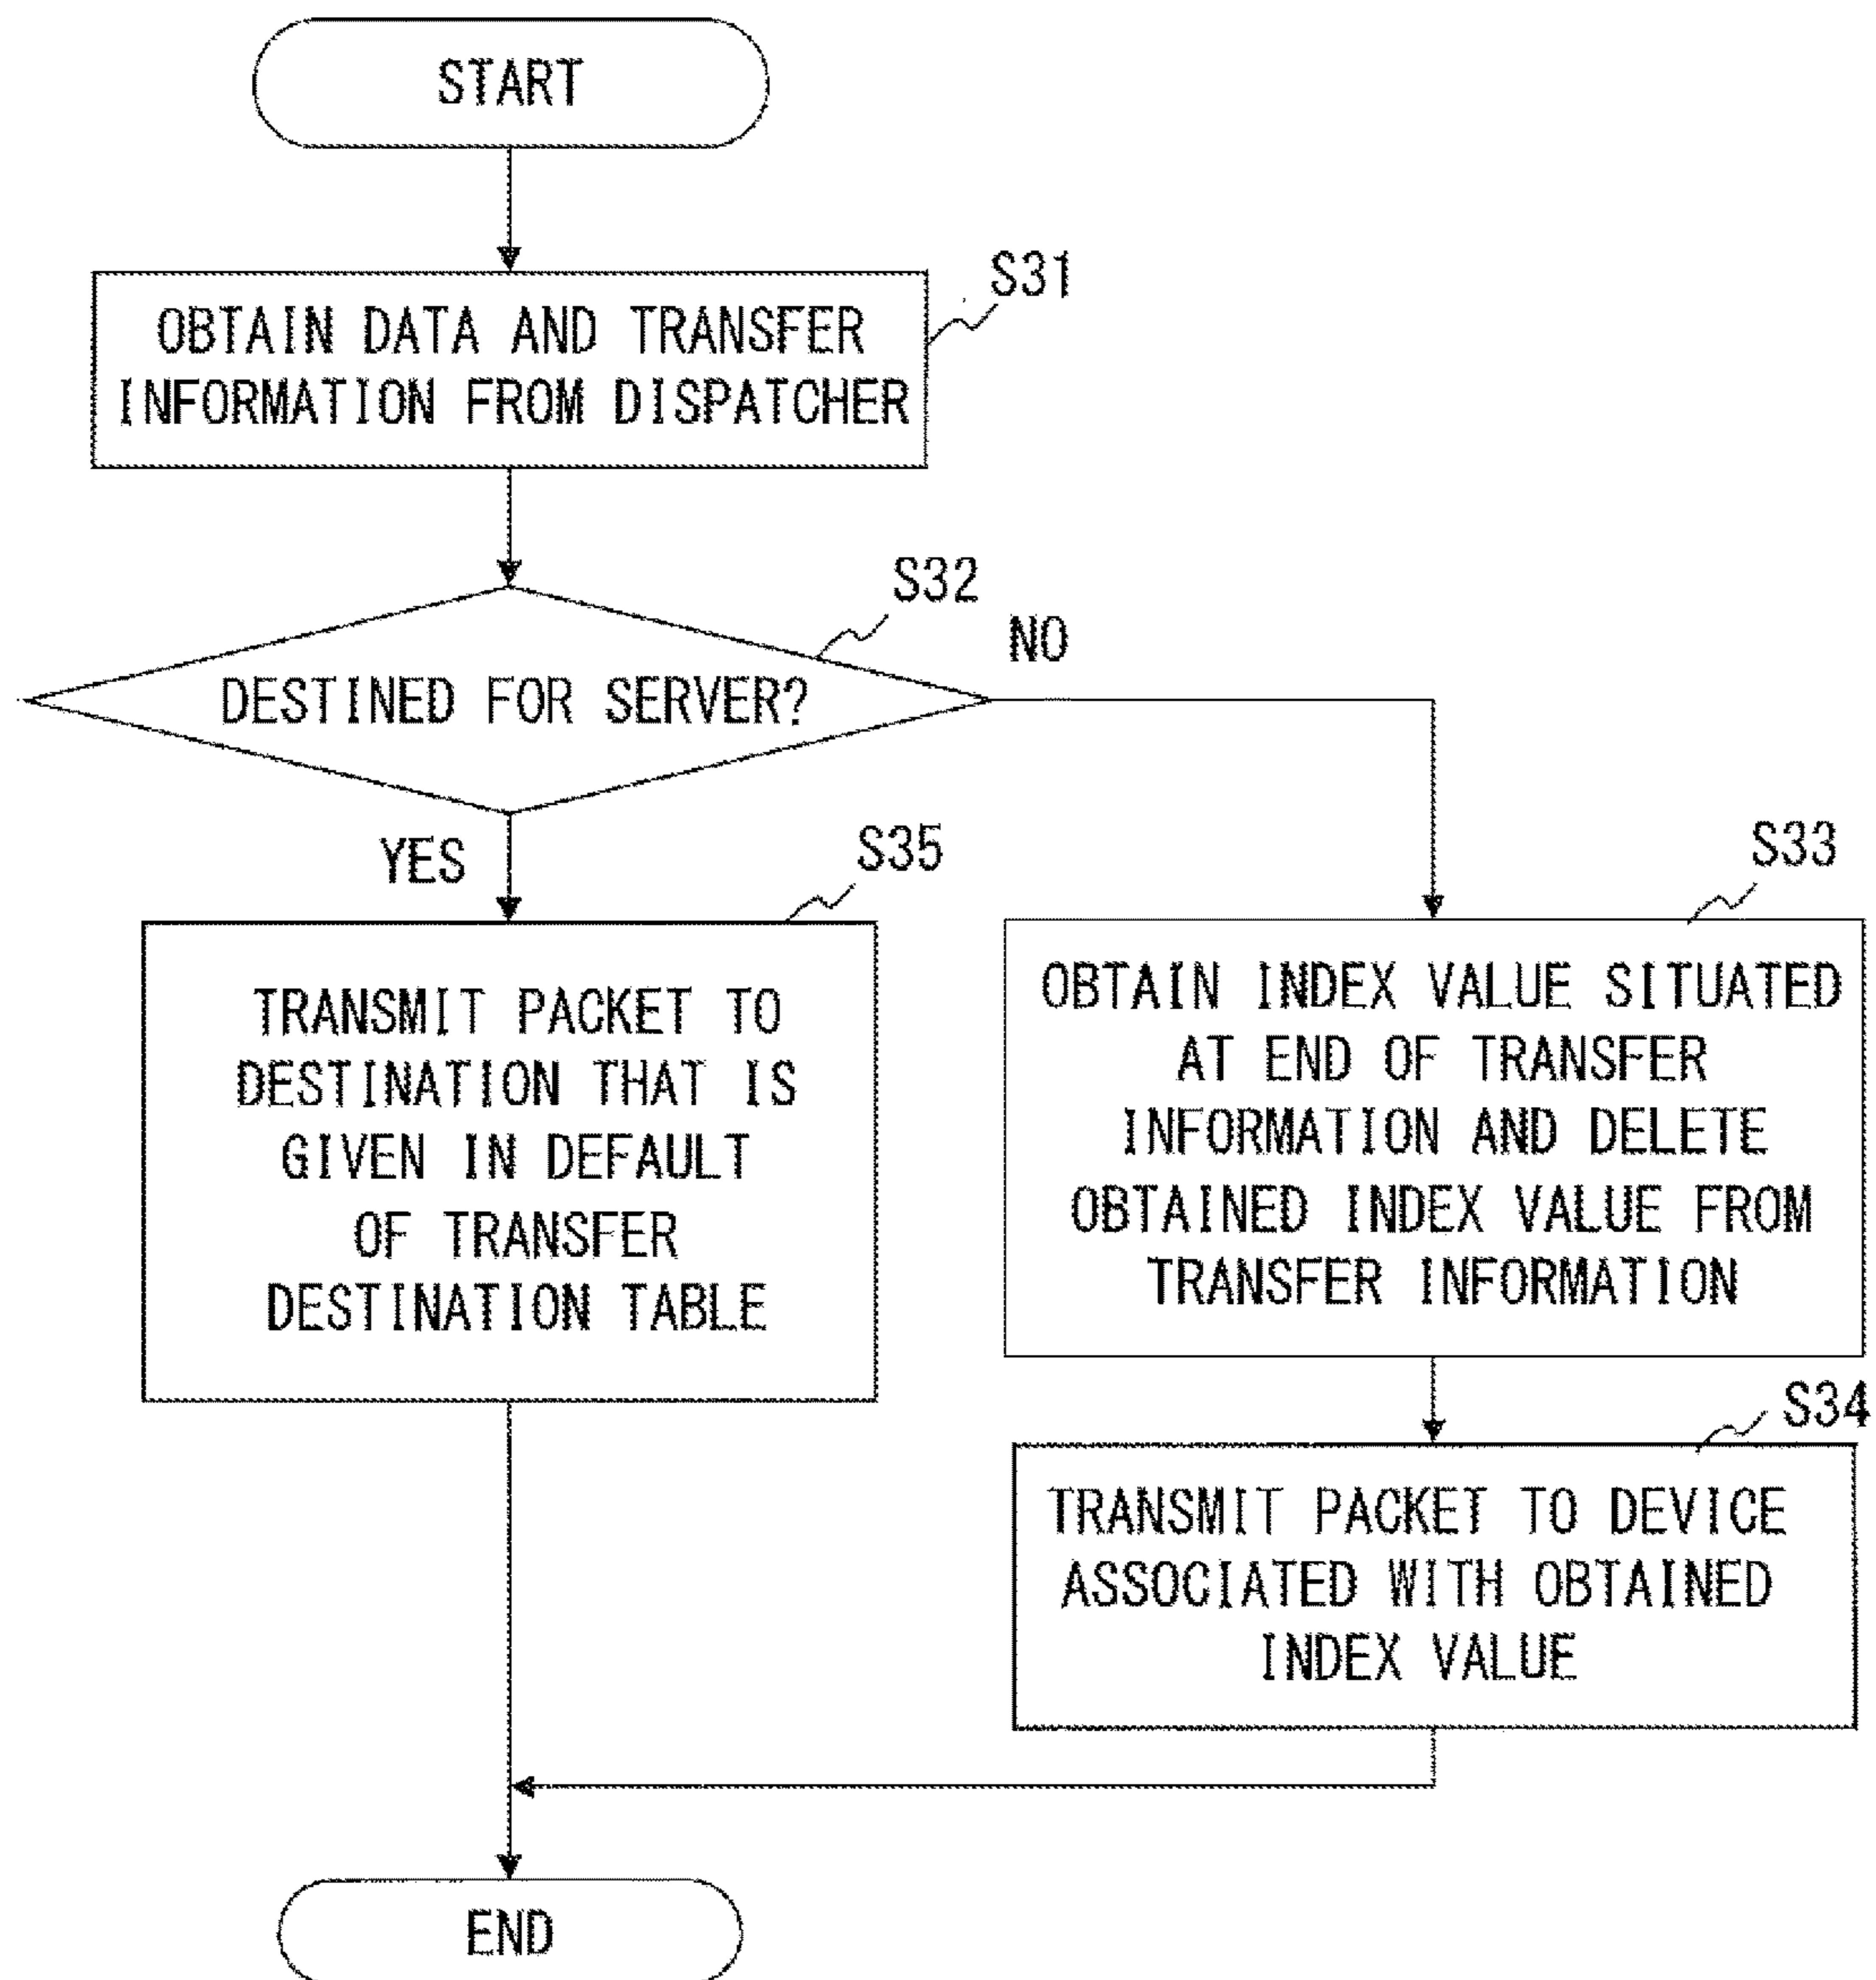 START
S31
OBTAIN DATA AND TRANSFER
INFORMATION FROM DISPATCHER
S32
DESTINED FOR SERVER?
NO
YES
S35
TRANSMIT PACKET TO
DESTINATION THAT IS
GIVEN IN DEFAULT
OF TRANSFER
DESTINATION TABLE
S33
OBTAIN INDEX VALUE SITUATED
AT END OF TRANSFER
INFORMATION AND DELETE
OBTAINED INDEX VALUE FROM
TRANSFER INFORMATION
S34
TRANSMIT PACKET TO DEVICE
ASSOCIATED WITH OBTAINED
INDEX VALUE
END